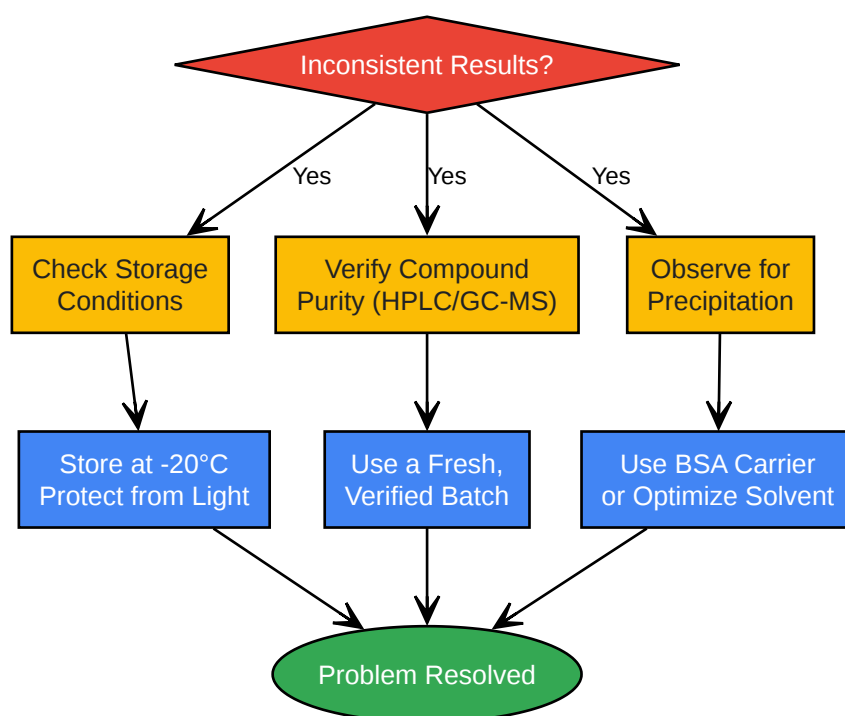 Inconsistent Results?
Yes
Yes
Yes
Check Storage
Conditions
Verify Compound
Purity (HPLC/GC-MS)
Observe for
Precipitation
Store at -20°C
Protect from Light
Use a Fresh,
Verified Batch
Use BSA Carrier
or Optimize Solvent
Problem Resolved